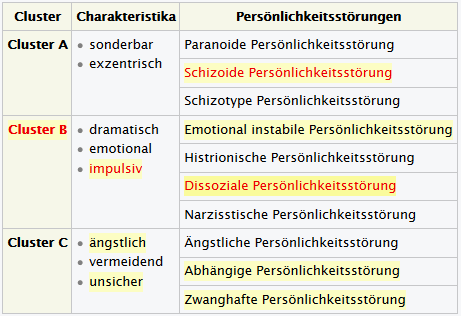 Cluster Charakteristika Persönlichkeitsstörungen
Cluster A
• sonderbar
• exzentrisch
Paranoide Persönlichkeitsstörung
Schizoide Persönlichkeitsstörung
Schizotype Persönlichkeitsstörung
Cluster B
• dramatisch
• emotional
• impulsiv
Emotional instabile Persönlichkeitsstörung
Histrionische Persönlichkeitsstörung
Dissoziale Persönlichkeitsstörung
Narzisstische Persönlichkeitsstörung
Cluster C
• ängstlich
• vermeidend
• unsicher
Ängstliche Persönlichkeitsstörung
Abhängige Persönlichkeitsstörung
Zwanghafte Persönlichkeitsstörung